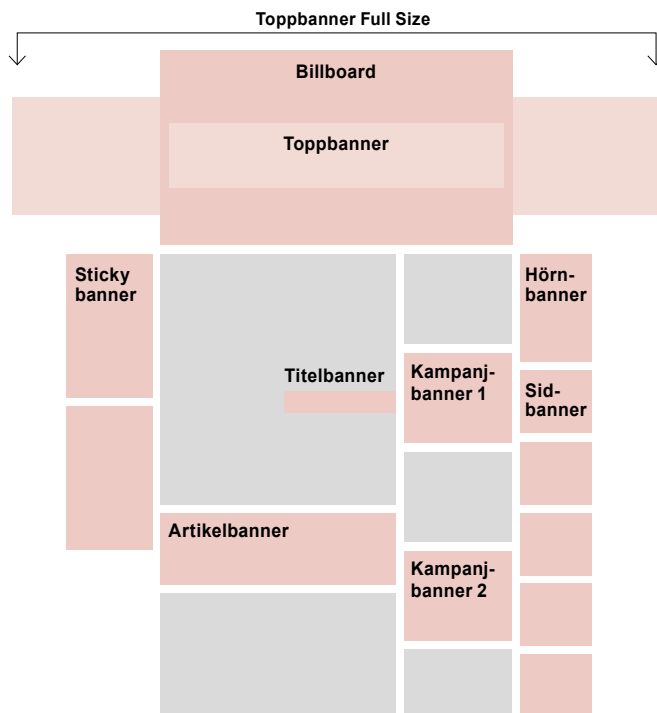 Toppbanner Full Size
Billboard
Toppbanner
Sticky
banner
Hörn-
banner
Titelbanner
Kampanj-
banner 1
Sid-
banner
Artikelbanner
Kampanj-
banner 2